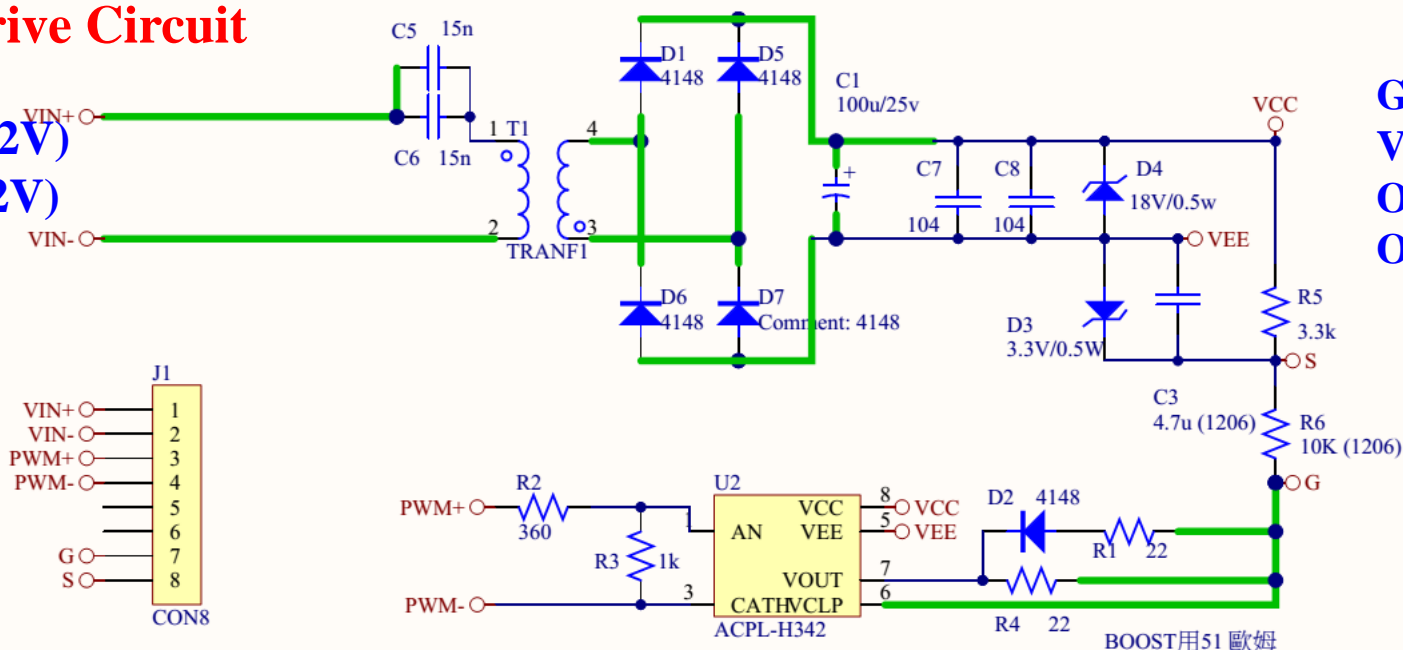 rive Circuit
C5 15n
VIN+
2V)
2V)
C6 15n
VIN-
1 T1 4
2 3
TRANF1
D1
4148
D5
4148
C1
100u/25v
+
VCC
G
V
O
O
C7 C8 D4
18V/0.5w
104 104
VEE
D6
4148
D7
Comment: 4148
D3
3.3V/0.5W
R5
3.3k
S
C3
4.7u (1206)
R6
10K (1206)
G
J1
VIN+ 1
VIN- 2
PWM+ 3
PWM- 4
5
6
G 7
S 8
CON8
PWM+ R2
360
R3 1k
PWM-
U2
1 AN VCC 8 VCC
VEE 5 VEE
VOUT 7
3 CATH VCLP 6
ACPL-H342
D2 4148
R1 22
R4 22
BOOST用51 歐姆